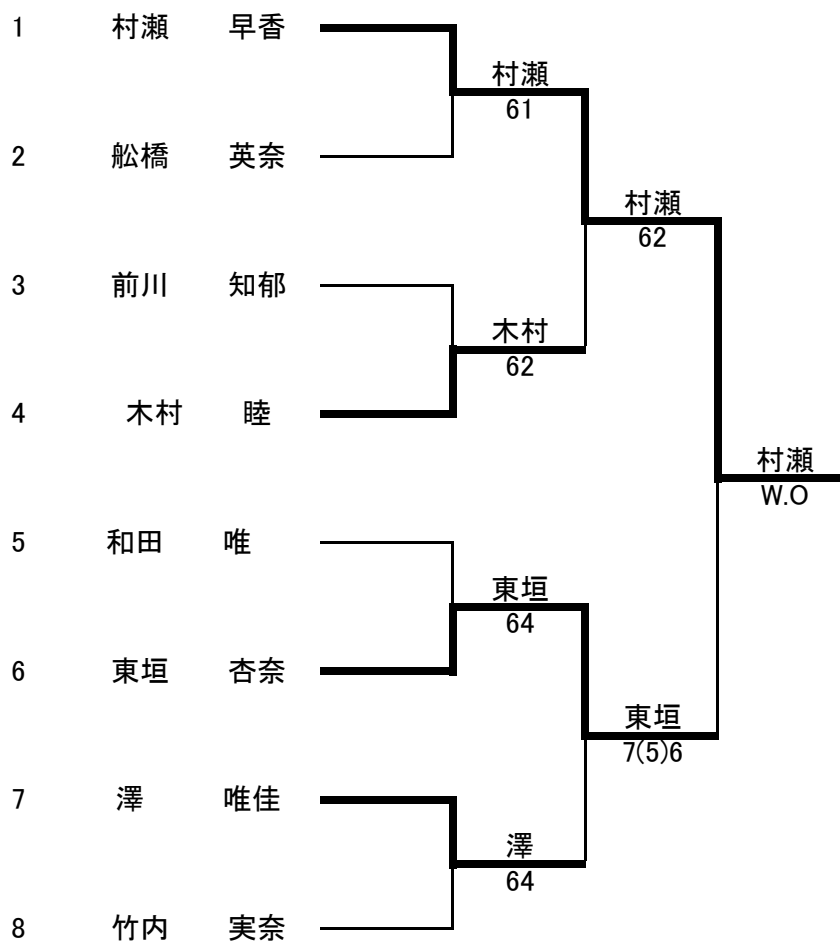 1 村瀬 早香
村瀬
61
2 舩橋 英奈
村瀬
62
3 前川 知郁
木村
62
4 木村 睦
村瀬
W.O
5 和田 唯
東垣
64
6 東垣 杏奈
東垣
7(5)6
7 澤 唯佳
澤
64
8 竹内 実奈